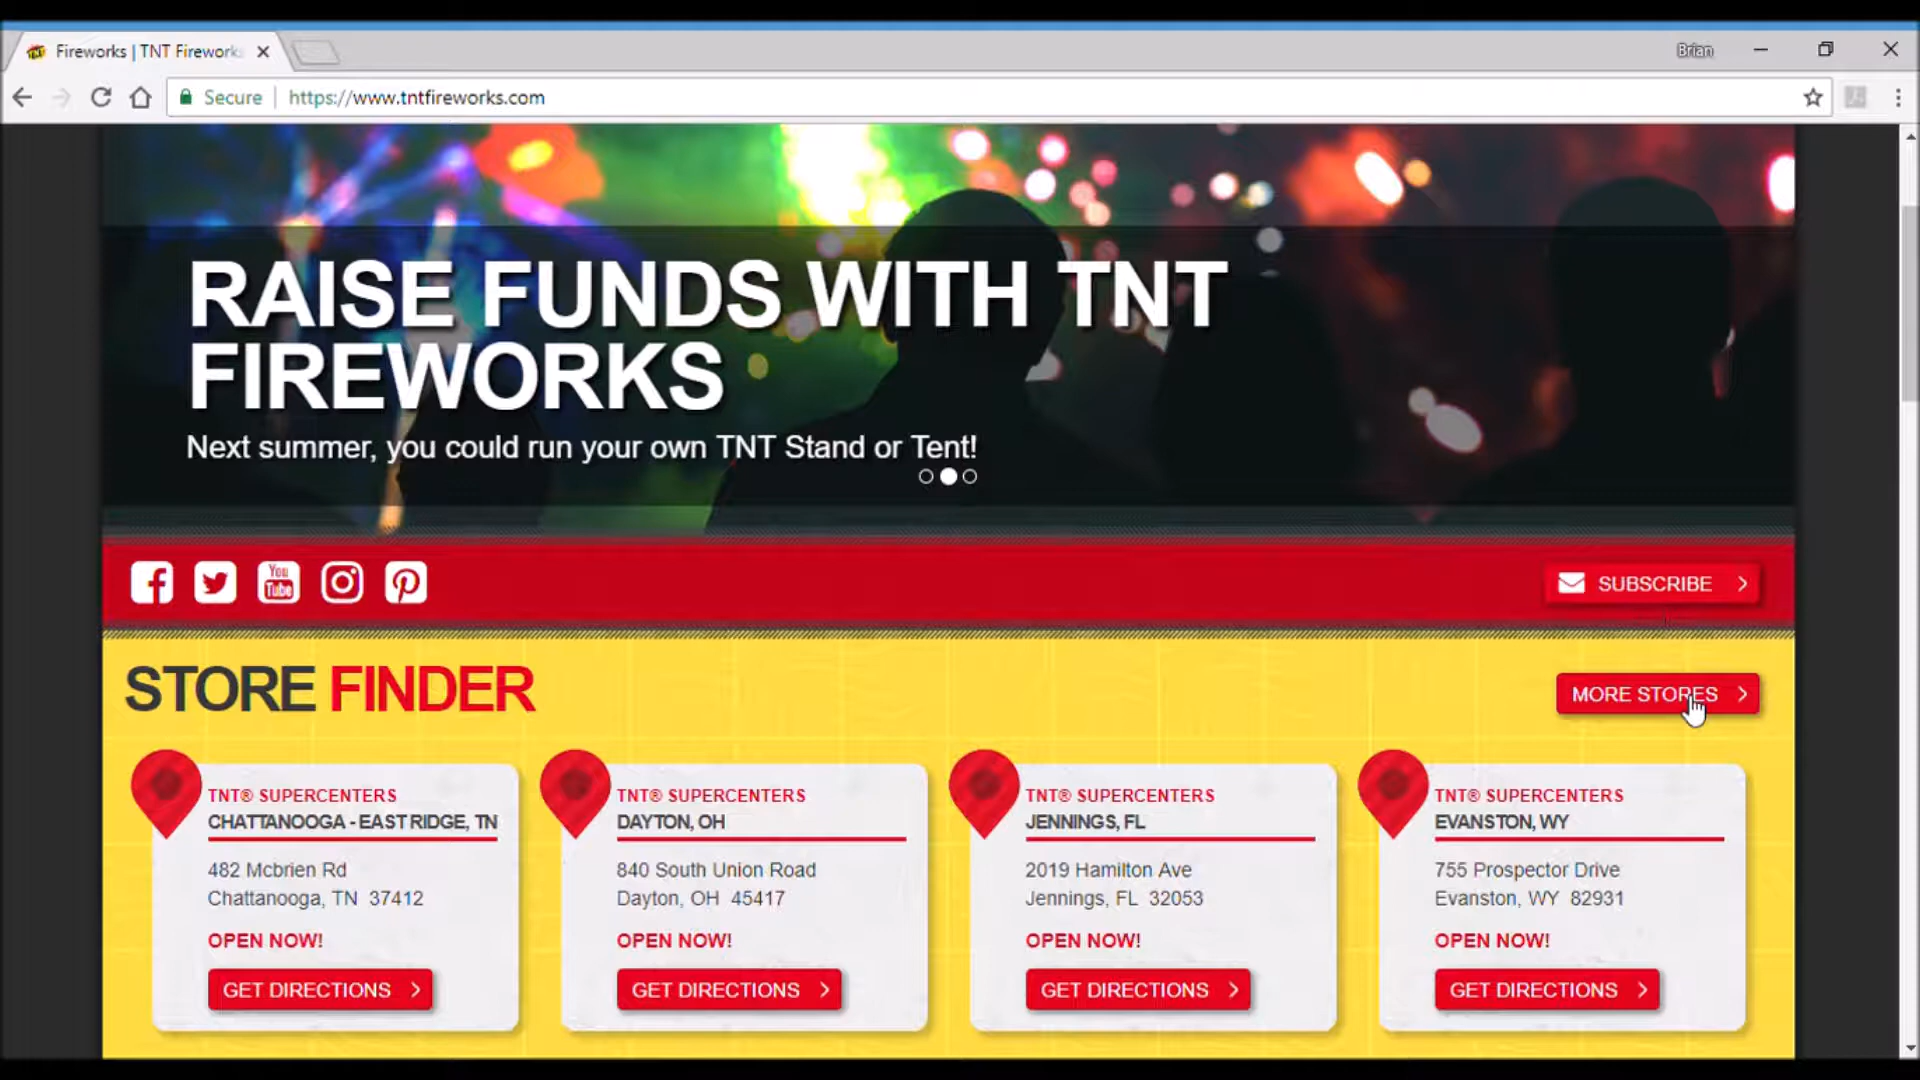 Fireworks | TNT Firework
Brian
Secure
https://www.tntfireworks.com
RAISE FUNDS WITH TNT
FIREWORKS
Next summer, you could run your own TNT Stand or Tent!
You
Tube
SUBSCRIBE
STORE FINDER
MORE STORES
TNT® SUPERCENTERS
CHATTANOOGA - EAST RIDGE, TN
482 Mcbrien Rd
Chattanooga, TN 37412
OPEN NOW!
GET DIRECTIONS
TNT® SUPERCENTERS
DAYTON, OH
840 South Union Road
Dayton, OH 45417
OPEN NOW!
GET DIRECTIONS
TNT® SUPERCENTERS
JENNINGS, FL
2019 Hamilton Ave
Jennings, FL 32053
OPEN NOW!
GET DIRECTIONS
TNT® SUPERCENTERS
EVANSTON, WY
755 Prospector Drive
Evanston, WY 82931
OPEN NOW!
GET DIRECTIONS